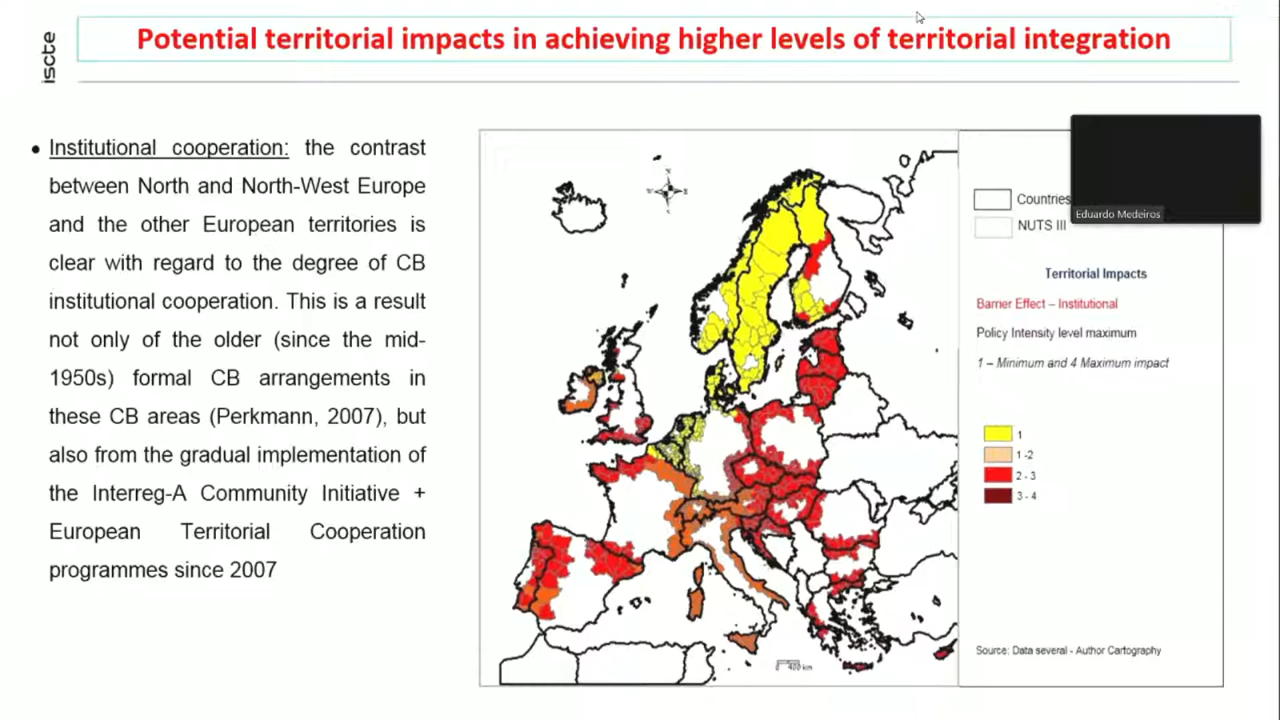 Potential territorial impacts in achieving higher levels of territorial integration
iscte
• Institutional cooperation: the contrast
between North and North-West Europe
and the other European territories is
clear with regard to the degree of CB
institutional cooperation. This is a result
not only of the older (since the mid-
1950s) formal CB arrangements in
these CB areas (Perkmann, 2007), but
also from the gradual implementation of
the Interreg-A Community Initiative +
European Territorial Cooperation
programmes since 2007
N
W
E
S
400 km
Countries
NUTS III
Eduardo Medeiros
Territorial Impacts
Barrier Effect – Institutional
Policy Intensity level maximum
1 – Minimum and 4 Maximum impact
1
1 -2
2 - 3
3 - 4
Source: Data several - Author Cartography